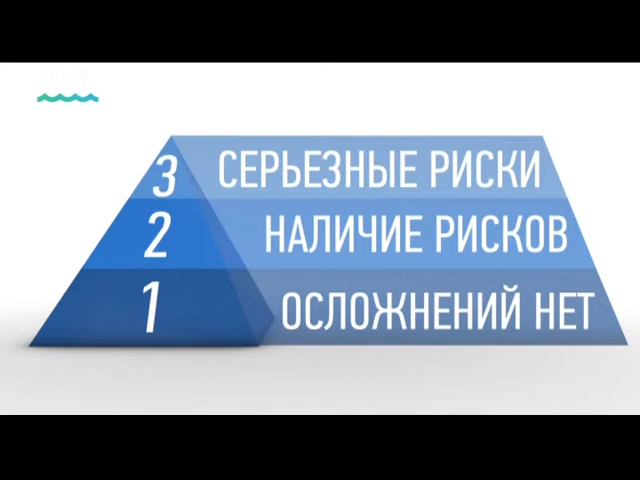 3 СЕРЬЕЗНЫЕ РИСКИ
2 НАЛИЧИЕ РИСКОВ
1 ОСЛОЖНЕНИЙ НЕТ